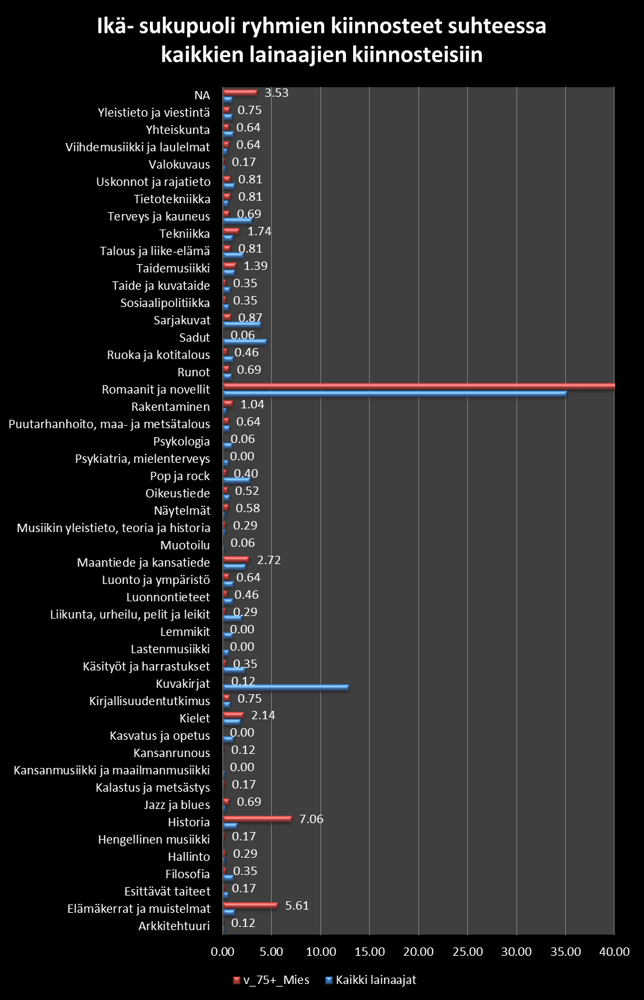 Ikä- sukupuoli ryhmien kiinnosteet suhteessa
kaikkien lainaajien kiinnosteisiin
NA 3.53
Yleistieto ja viestintä 0.75
Yhteiskunta 0.64
Viihdemusiikki ja laulelmat 0.64
Valokuvaus 0.17
Uskonnot ja rajatieto 0.81
Tietotekniikka 0.81
Terveys ja kauneus 0.69
Tekniikka 1.74
Talous ja liike-elämä 0.81
Taidemusiikki 1.39
Taide ja kuvataide 0.35
Sosiaalipolitiikka 0.35
Sarjakuvat 0.87
Sadut 0.06
Ruoka ja kotitalous 0.46
Runot 0.69
Romaanit ja novellit
Rakentaminen 1.04
Puutarhanhoito, maa- ja metsätalous 0.64
Psykologia 0.06
Psykiatria, mielenterveys 0.00
Pop ja rock 0.40
Oikeustiede 0.52
Näytelmät 0.58
Musiikin yleistieto, teoria ja historia 0.29
Muotoilu 0.06
Maantiede ja kansatiede 2.72
Luonto ja ympäristö 0.64
Luonnontieteet 0.46
Liikunta, urheilu, pelit ja leikit 0.29
Lemmikit 0.00
Lastenmusiikki 0.00
Käsityöt ja harrastukset 0.35
Kuvakirjat 0.12
Kirjallisuudentutkimus 0.75
Kielet 2.14
Kasvatus ja opetus 0.00
Kansanrunous 0.12
Kansanmusiikki ja maailmanmusiikki 0.00
Kalastus ja metsästys 0.17
Jazz ja blues 0.69
Historia 7.06
Hengellinen musiikki 0.17
Hallinto 0.29
Filosofia 0.35
Esittävät taiteet 0.17
Elämäkerrat ja muistelmat 5.61
Arkkitehtuuri 0.12
0.00 5.00 10.00 15.00 20.00 25.00 30.00 35.00 40.00
v_75+_Mies Kaikki lainaajat